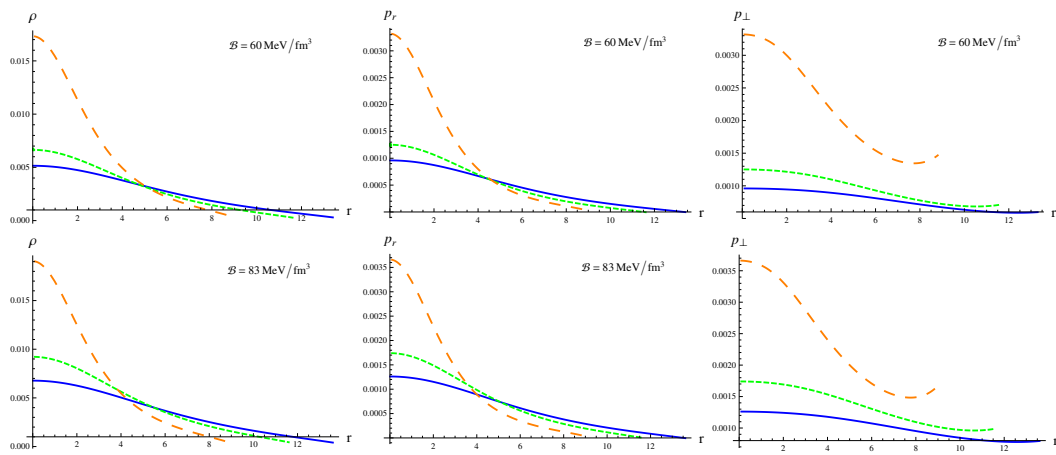 ρ
ℬ = 60 MeV/fm³
0.015
0.010
0.005
0.000
2 4 6 8 12 r
p_r
ℬ = 60 MeV/fm³
0.0030
0.0025
0.0020
0.0015
0.0010
0.0005
2 4 6 8 10 12 r
p_⊥
ℬ = 60 MeV/fm³
0.0030
0.0025
0.0020
0.0015
0.0010
2 4 6 8 10 12 r
ρ
ℬ = 83 MeV/fm³
0.015
0.010
0.005
0.000
2 4 6 8 12 r
p_r
ℬ = 83 MeV/fm³
0.0035
0.0030
0.0025
0.0020
0.0015
0.0010
0.0005
2 4 6 8 10 12 r
p_⊥
ℬ = 83 MeV/fm³
0.0035
0.0030
0.0025
0.0020
0.0015
0.0010
2 4 6 8 10 12 r